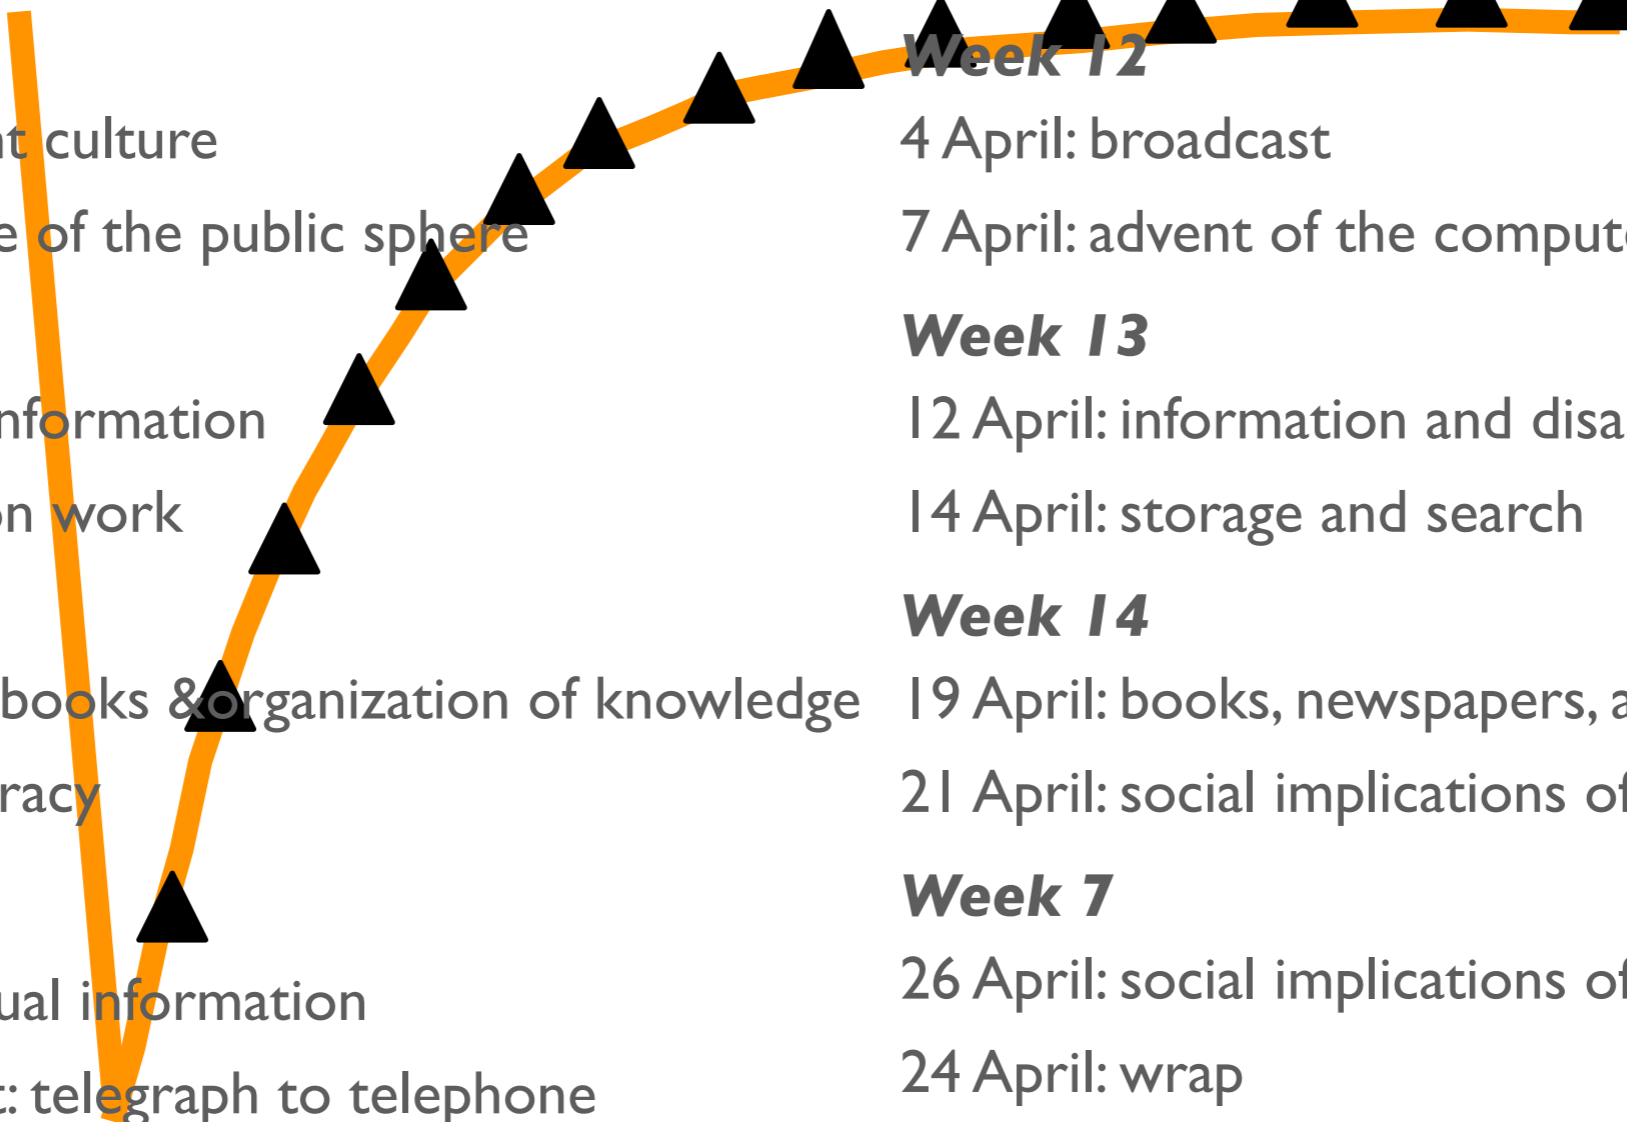 t culture
e of the public sphere
nformation
on work
books &organization of knowledge
racy
ual information
t: telegraph to telephone
Week 12
4 April: broadcast
7 April: advent of the compute
Week 13
12 April: information and disa
14 April: storage and search
Week 14
19 April: books, newspapers, a
21 April: social implications of
Week 7
26 April: social implications of
24 April: wrap